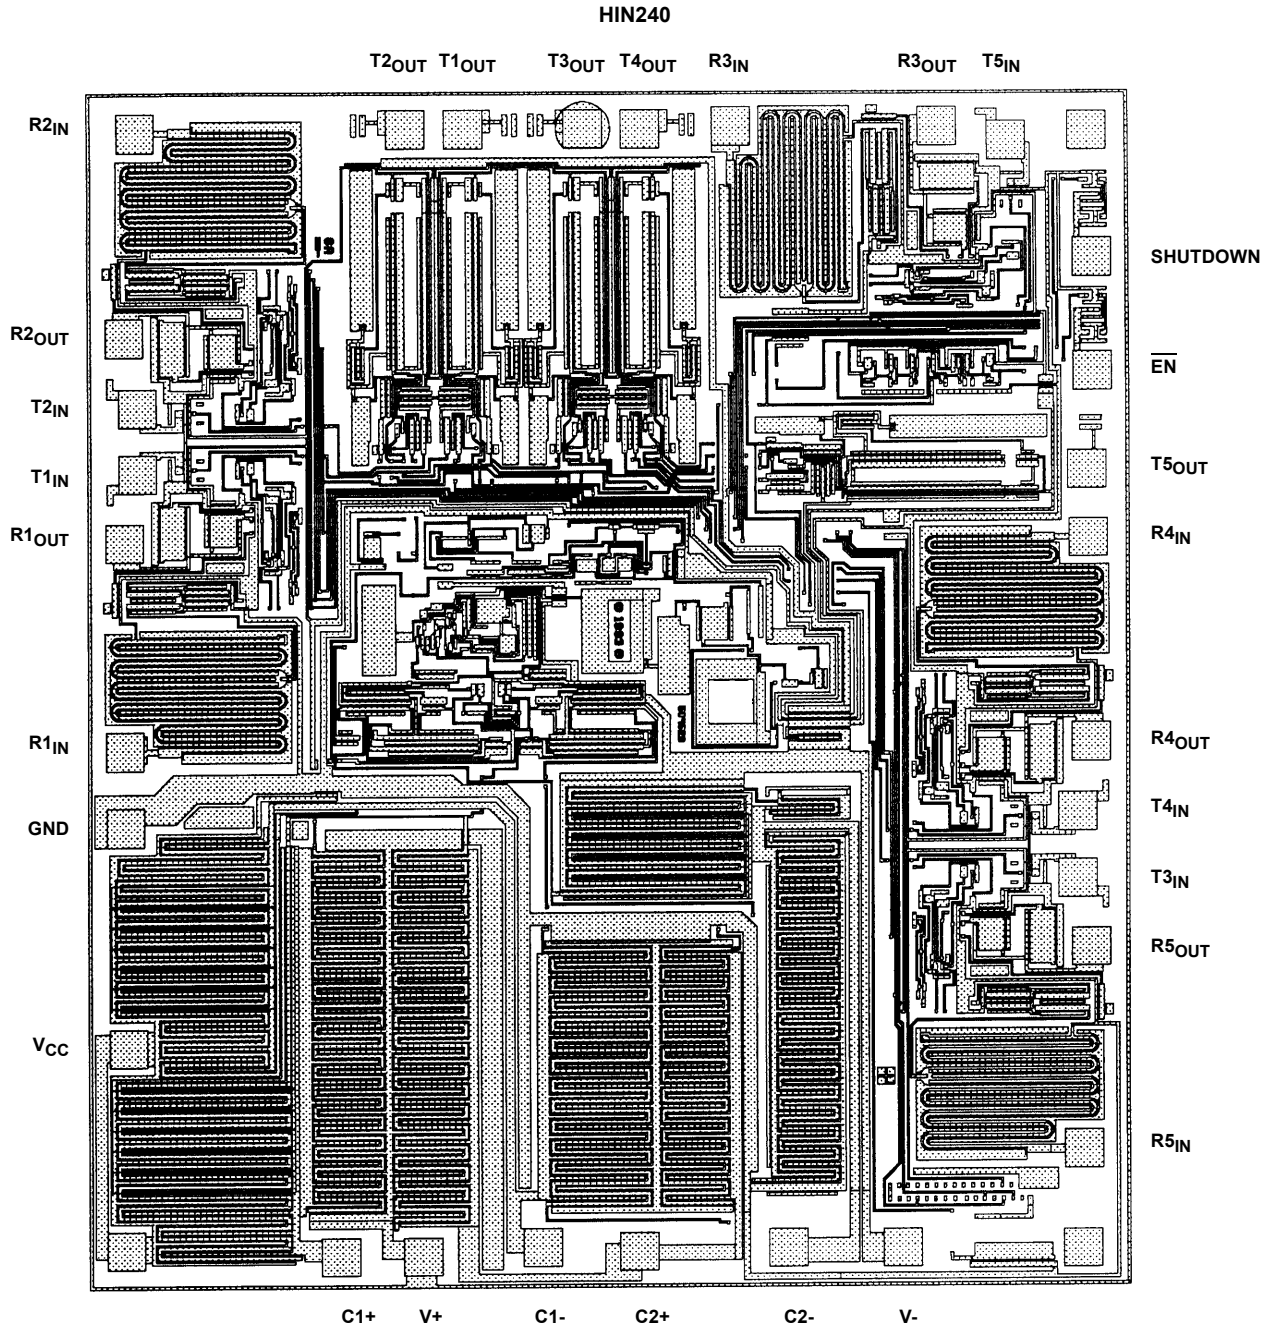 HIN240
T2OUT T1OUT T3OUT T4OUT R3IN R3OUT T5IN
R2IN
SHUTDOWN
R2OUT
EN
T2IN
T5OUT
T1IN
R4IN
R1OUT
R1IN
R4OUT
T4IN
GND
T3IN
R5OUT
VCC
R5IN
C1+ V+ C1- C2+ C2- V-